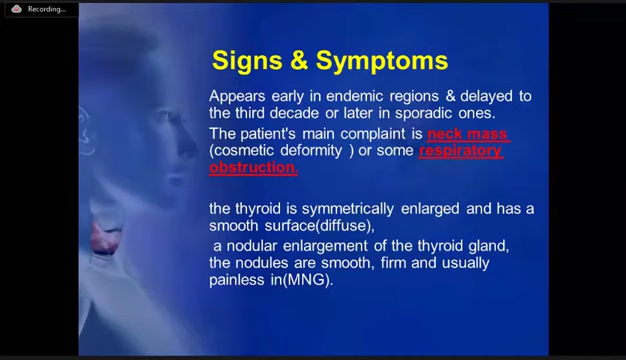 Recording...
Signs & Symptoms
Appears early in endemic regions & delayed to
the third decade or later in sporadic ones.
The patient's main complaint is neck mass
(cosmetic deformity ) or some respiratory
obstruction.
the thyroid is symmetrically enlarged and has a
smooth surface(diffuse),
a nodular enlargement of the thyroid gland,
the nodules are smooth, firm and usually
painless in(MNG).